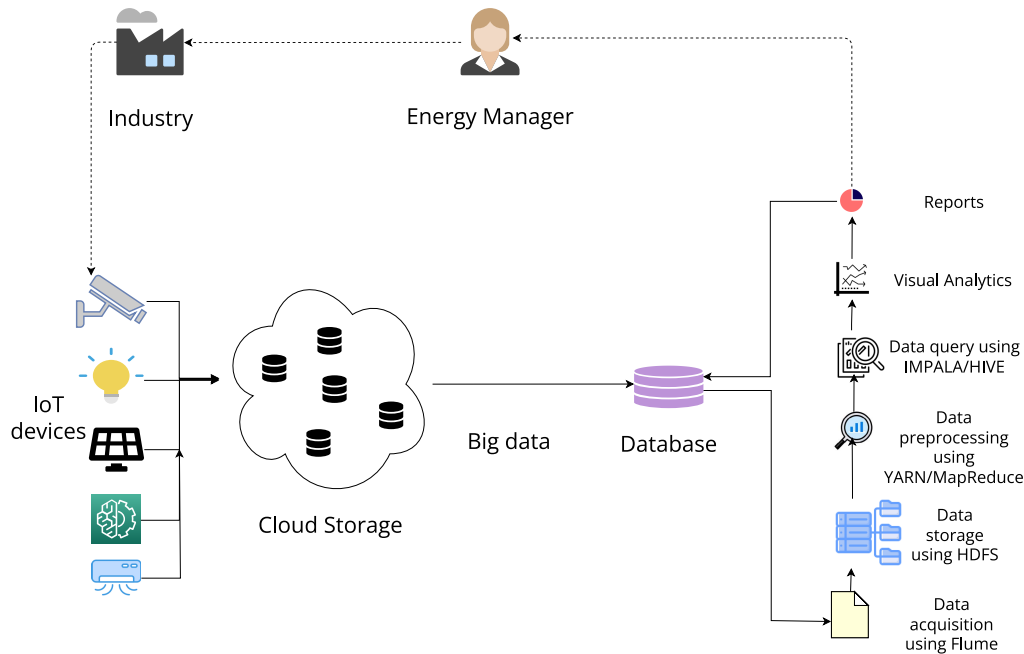 Industry
Energy Manager
Reports
Visual Analytics
Data query using
IMPALA/HIVE
IoT
devices
Data
preprocessing
using
YARN/MapReduce
Big data
Database
Cloud Storage
Data
storage
using HDFS
Data
acquisition
using Flume